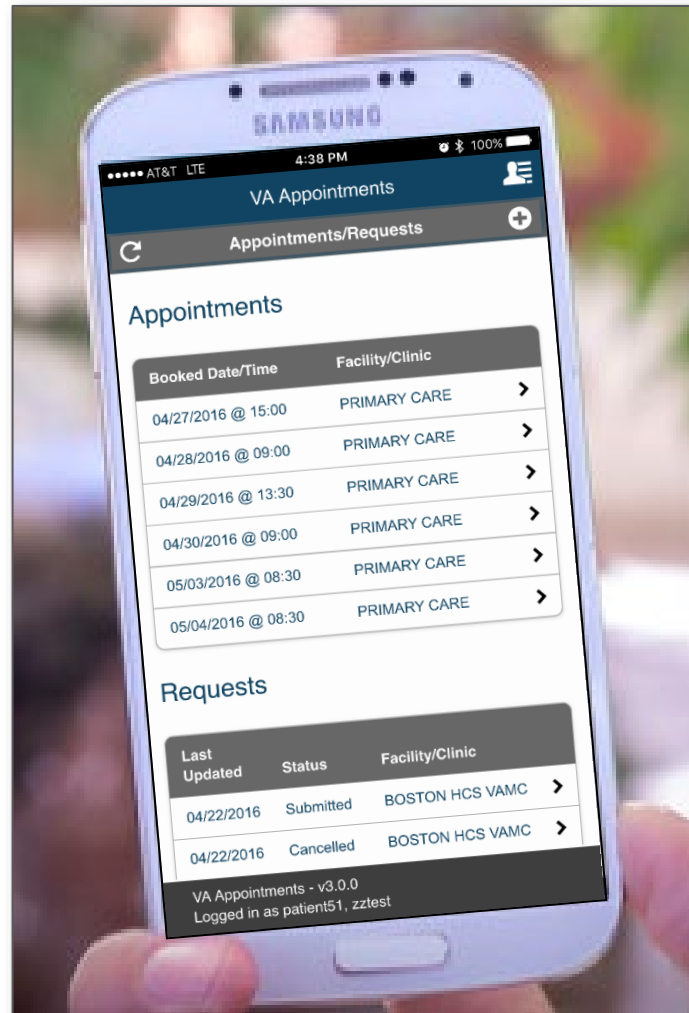 SAMSUNG
AT&T LTE 4:38 PM 100%
VA Appointments
Appointments/Requests
Appointments
Booked Date/Time Facility/Clinic
04/27/2016 @ 15:00 PRIMARY CARE
04/28/2016 @ 09:00 PRIMARY CARE
04/29/2016 @ 13:30 PRIMARY CARE
04/30/2016 @ 09:00 PRIMARY CARE
05/03/2016 @ 08:30 PRIMARY CARE
05/04/2016 @ 08:30 PRIMARY CARE
Requests
Last
Updated Status Facility/Clinic
04/22/2016 Submitted BOSTON HCS VAMC
04/22/2016 Cancelled BOSTON HCS VAMC
VA Appointments - v3.0.0
Logged in as patient51, zztest